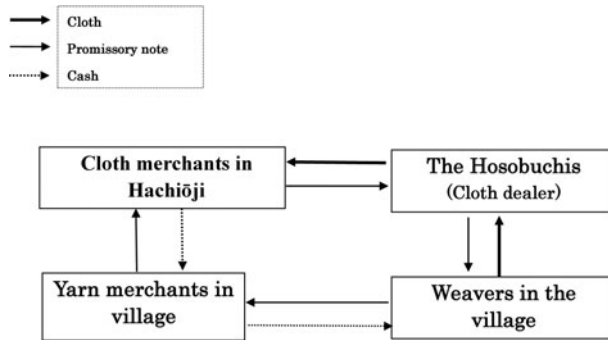 Cloth
Promissory note
Cash
Cloth merchants in
Hachiōji
The Hosobuchis
(Cloth dealer)
Yarn merchants in
village
Weavers in the
village